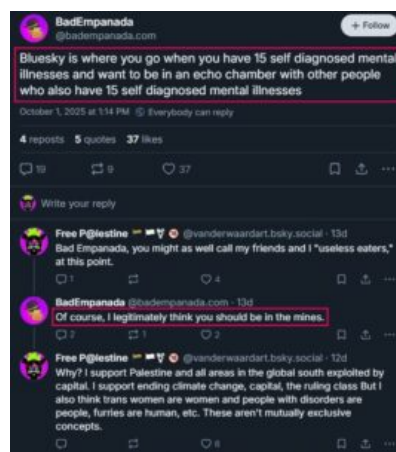 BadEmpanada
@badempanada.com
+ Follow
Bluesky is where you go when you have 15 self diagnosed mental
illnesses and want to be in an echo chamber with other people
who also have 15 self diagnosed mental illnesses
October 1, 2025 at 1:14 PM Everybody can reply
4 reposts 5 quotes 37 likes
19 9 37
Write your reply
Free P@lestine @vanderwaardart.bsky.social · 13d
Bad Empanada, you might as well call my friends and I "useless eaters,"
at this point.
1 4
BadEmpanada @badempanada.com · 13d
Of course, I legitimately think you should be in the mines.
2 1 2
Free P@lestine @vanderwaardart.bsky.social · 12d
Why? I support Palestine and all areas in the global south exploited by
capital. I support ending climate change, capital, the ruling class But I
also think trans women are women and people with disorders are
people, furries are human, etc. These aren't mutually exclusive
concepts.